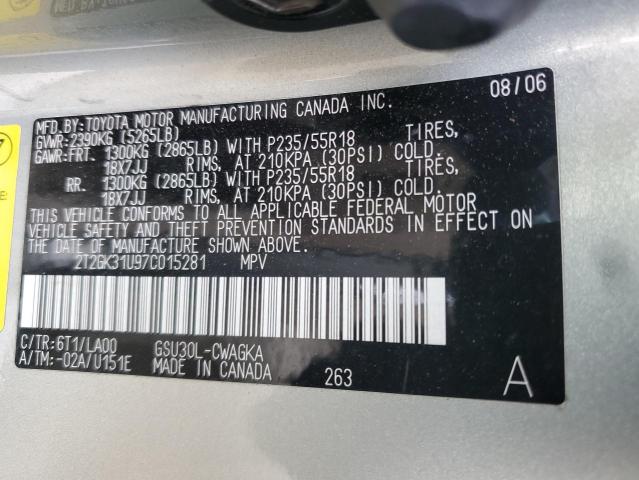 08/06
MFD.BY:TOYOTA MOTOR MANUFACTURING CANADA INC.
GVWR:2390KG (5265LB)
GAWR:FRT. 1300KG (2865LB) WITH P235/55R18 TIRES,
18X7JJ RIMS, AT 210KPA (30PSI) COLD.
RR. 1300KG (2865LB) WITH P235/55R18 TIRES,
18X7JJ RIMS, AT 210KPA (30PSI) COLD.
THIS VEHICLE CONFORMS TO ALL APPLICABLE FEDERAL MOTOR
VEHICLE SAFETY AND THEFT PREVENTION STANDARDS IN EFFECT ON
THE DATE OF MANUFACTURE SHOWN ABOVE.
2T2GK31U97C015281 MPV
C/TR:6T1/LA00 GSU30L-CWAGKA
A/TM:-02A/U151E MADE IN CANADA
263 A